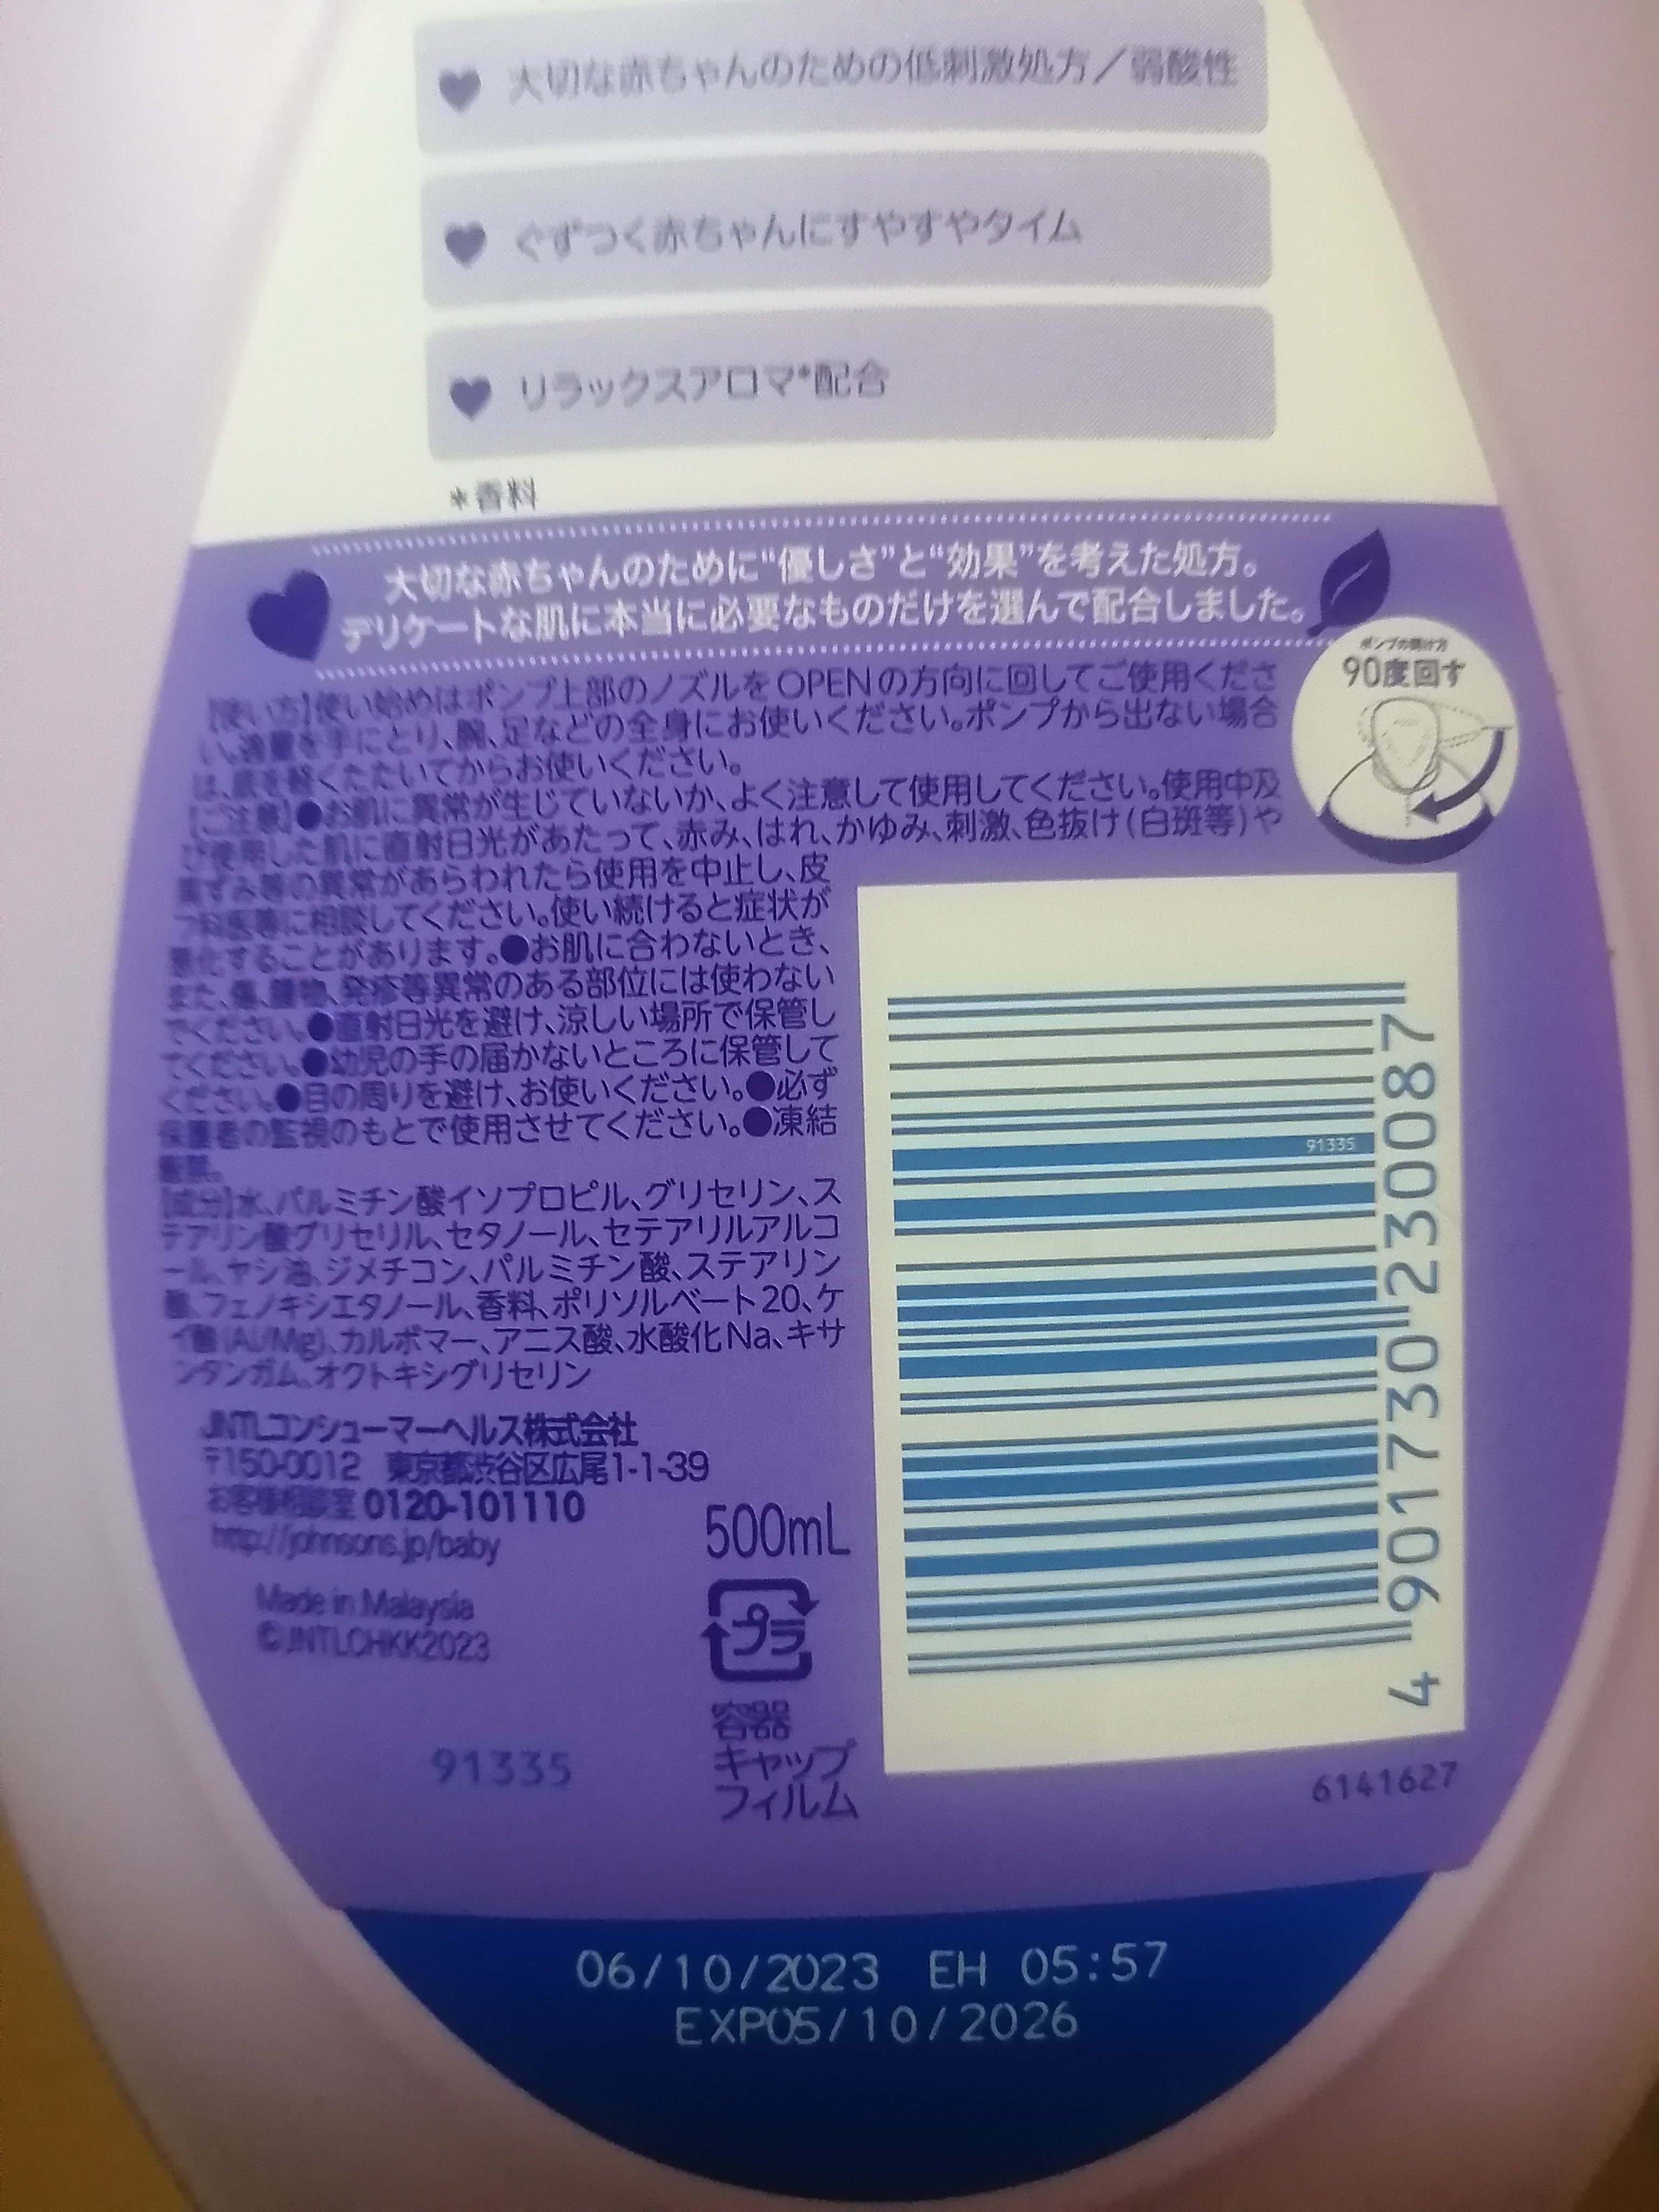 大切な赤ちゃんのための低刺激処方／弱酸性
ぐずつく赤ちゃんにすやすやタイム
リラックスアロマ*配合
*香料
大切な赤ちゃんのために“優しさ”と“効果”を考えた処方。
デリケートな肌に本当に必要なものだけを選んで配合しました。
ポンプの開け方
90度回す
【使い方】使い始めはポンプ上部のノズルをOPENの方向に回してご使用くださ
い。適量を手にとり、腕、足などの全身にお使いください。ポンプから出ない場合
は、底を軽くたたいてからお使いください。
【ご注意】●お肌に異常が生じていないか、よく注意して使用してください。使用中及
び使用した肌に直射日光があたって、赤み、はれ、かゆみ、刺激、色抜け(白斑等)や
黒ずみ等の異常があらわれたら使用を中止し、皮
フ科医等に相談してください。使い続けると症状が
悪化することがあります。●お肌に合わないとき、
また、傷、腫物、発疹等異常のある部位には使わない
でください。●直射日光を避け、涼しい場所で保管し
てください。●幼児の手の届かないところに保管して
ください。●目の周りを避け、お使いください。●必ず
保護者の監視のもとで使用させてください。●凍結
厳禁。
【成分】水、パルミチン酸イソプロピル、グリセリン、ス
テアリン酸グリセリル、セタノール、セテアリルアルコ
ール、ヤシ油、ジメチコン、パルミチン酸、ステアリン
酸、フェノキシエタノール、香料、ポリソルベート20、ケ
イ酸(Al/Mg)、カルボマー、アニス酸、水酸化Na、キサ
ンタンガム、オクトキシグリセリン
JNTLコンシューマーヘルス株式会社
〒150-0012 東京都渋谷区広尾1-1-39
お客様相談室 0120-101110
http://johnsons.jp/baby
500mL
Made in Malaysia
©JNTLCHKK2023
プラ
容器
キャップ
フィルム
91335
91335
4 901730 230087
6141627
06/10/2023 EH 05:57
EXP05/10/2026